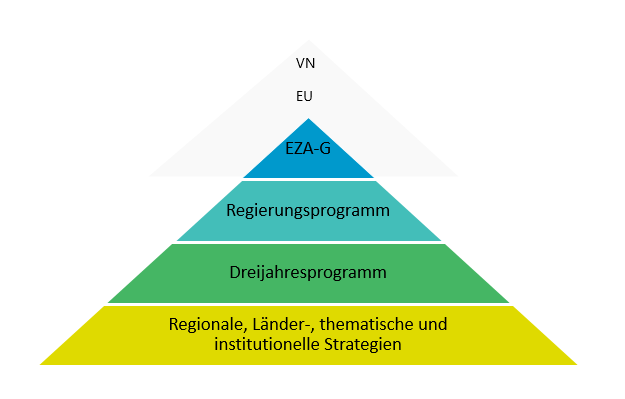 VN
EU
EZA-G
Regierungsprogramm
Dreijahresprogramm
Regionale, Länder-, thematische und
institutionelle Strategien